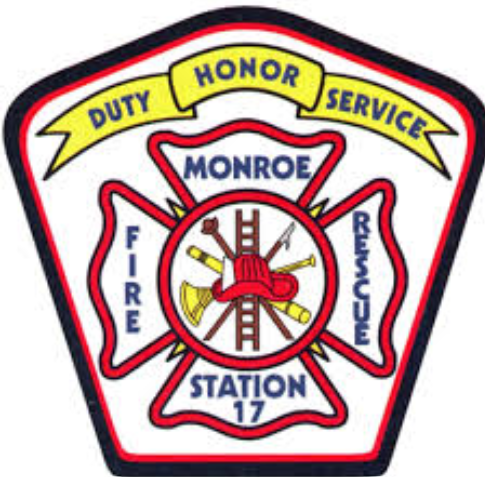 DUTY HONOR SERVICE
MONROE
FIRE
RESCUE
STATION
17